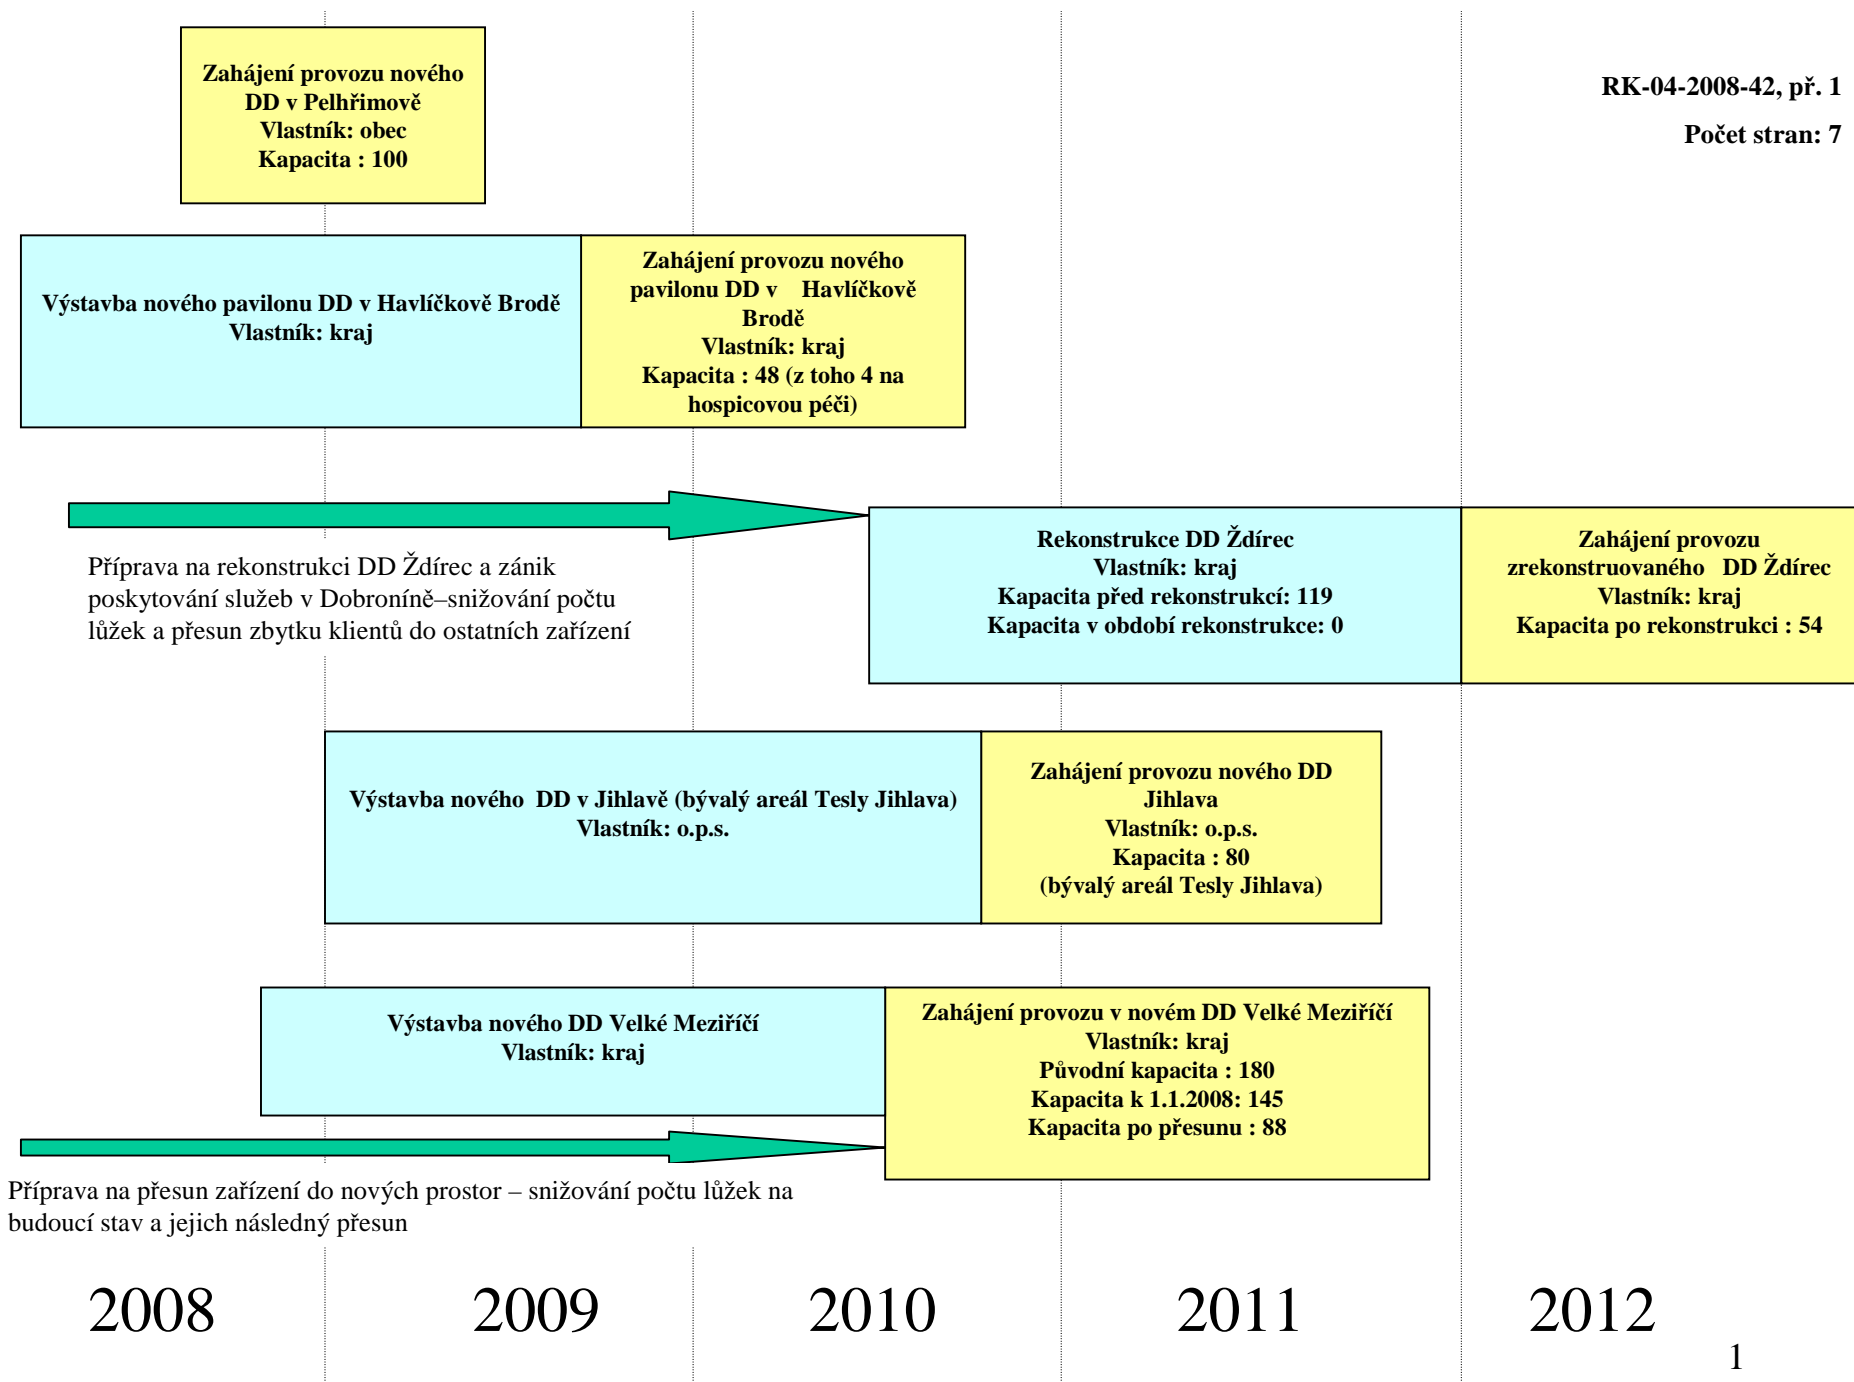 RK-04-2008-42, př. 1
Počet stran: 7
Zahájení provozu nového
DD v Pelhřimově
Vlastník: obec
Kapacita : 100
Výstavba nového pavilonu DD v Havlíčkově Brodě
Vlastník: kraj
Zahájení provozu nového
pavilonu DD v Havlíčkově
Brodě
Vlastník: kraj
Kapacita : 48 (z toho 4 na
hospicovou péči)
Příprava na rekonstrukci DD Ždírec a zánik
poskytování služeb v Dobroníně–snižování počtu
lůžek a přesun zbytku klientů do ostatních zařízení
Rekonstrukce DD Ždírec
Vlastník: kraj
Kapacita před rekonstrukcí: 119
Kapacita v období rekonstrukce: 0
Zahájení provozu
zrekonstruovaného DD Ždírec
Vlastník: kraj
Kapacita po rekonstrukci : 54
Výstavba nového DD v Jihlavě (bývalý areál Tesly Jihlava)
Vlastník: o.p.s.
Zahájení provozu nového DD
Jihlava
Vlastník: o.p.s.
Kapacita : 80
(bývalý areál Tesly Jihlava)
Výstavba nového DD Velké Meziříčí
Vlastník: kraj
Zahájení provozu v novém DD Velké Meziříčí
Vlastník: kraj
Původní kapacita : 180
Kapacita k 1.1.2008: 145
Kapacita po přesunu : 88
Příprava na přesun zařízení do nových prostor – snižování počtu lůžek na
budoucí stav a jejich následný přesun
2008 2009 2010 2011 2012
1